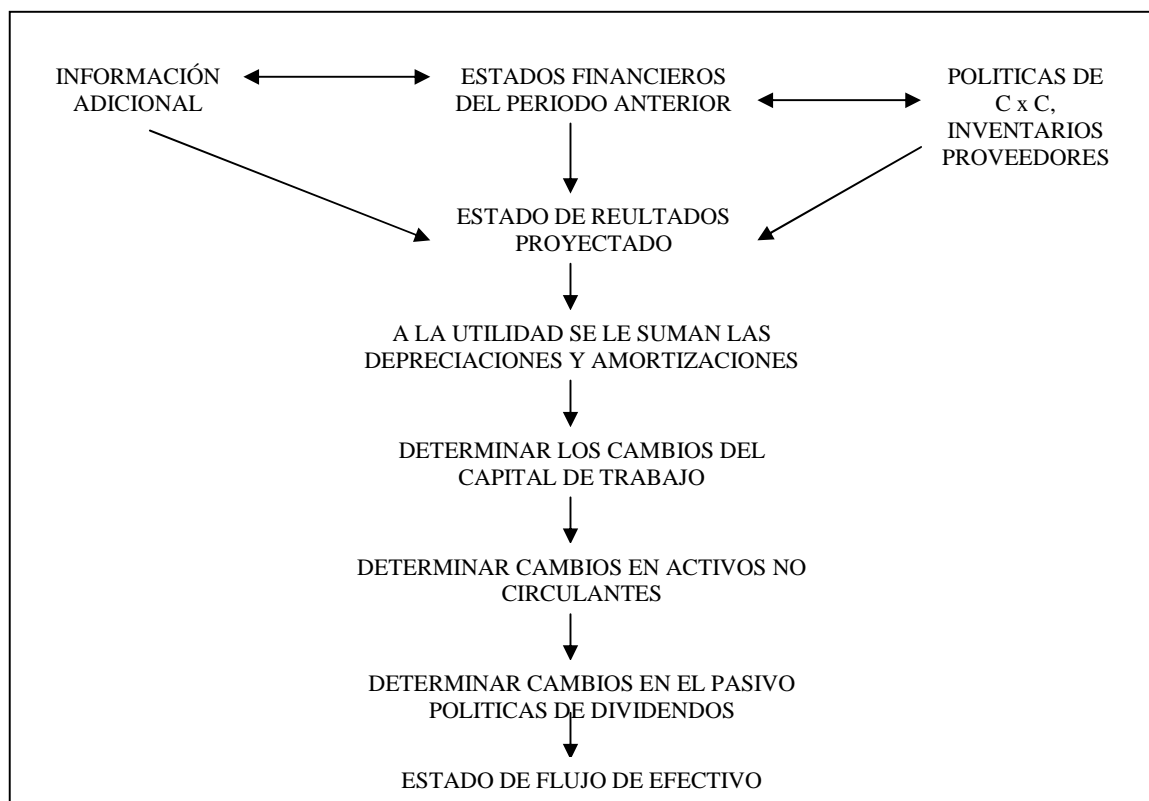 INFORMACIÓN
ADICIONAL
ESTADOS FINANCIEROS
DEL PERIODO ANTERIOR
POLITICAS DE
C x C,
INVENTARIOS
PROVEEDORES
ESTADO DE REULTADOS
PROYECTADO
A LA UTILIDAD SE LE SUMAN LAS
DEPRECIACIONES Y AMORTIZACIONES
DETERMINAR LOS CAMBIOS DEL
CAPITAL DE TRABAJO
DETERMINAR CAMBIOS EN ACTIVOS NO
CIRCULANTES
DETERMINAR CAMBIOS EN EL PASIVO
POLITICAS DE DIVIDENDOS
ESTADO DE FLUJO DE EFECTIVO